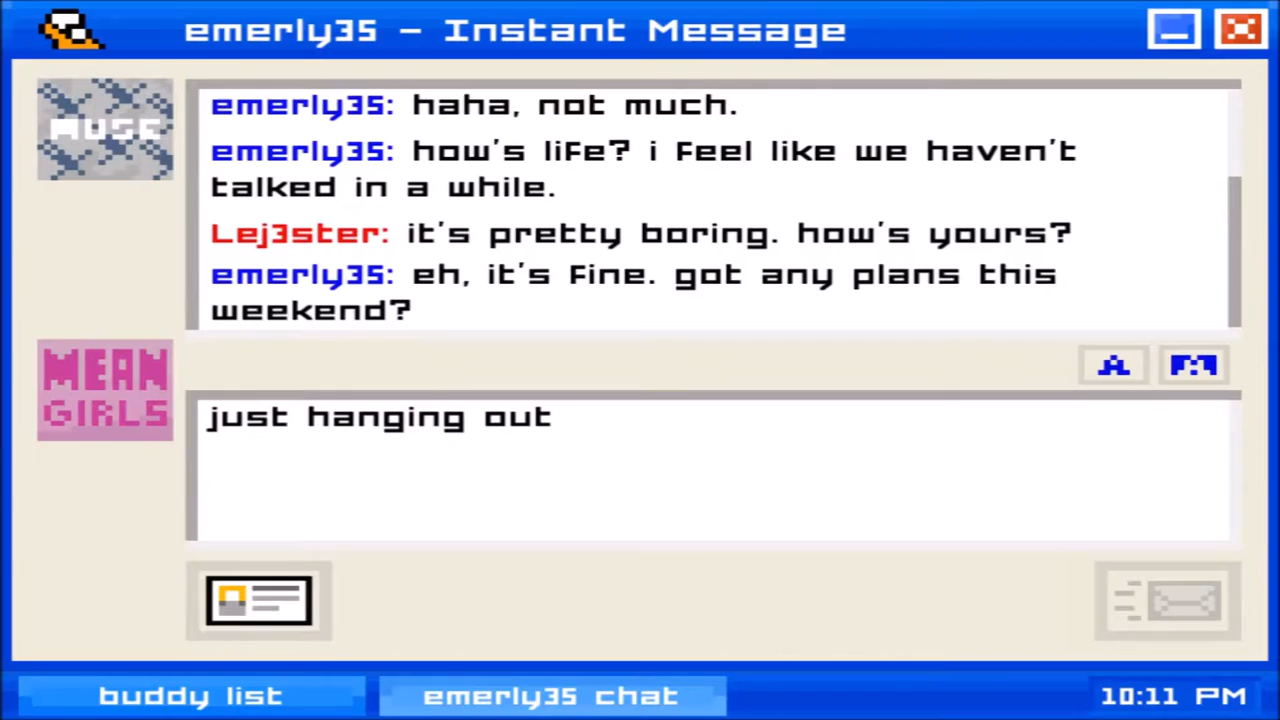 emerly35 - Instant Message
MUSE
emerly35: haha, not much.
emerly35: how's life? i feel like we haven't
talked in a while.
Lej3ster: it's pretty boring. how's yours?
emerly35: eh, it's fine. got any plans this
weekend?
A
MEAN
GIRLS
just hanging out
buddy list
emerly35 chat
10:11 PM